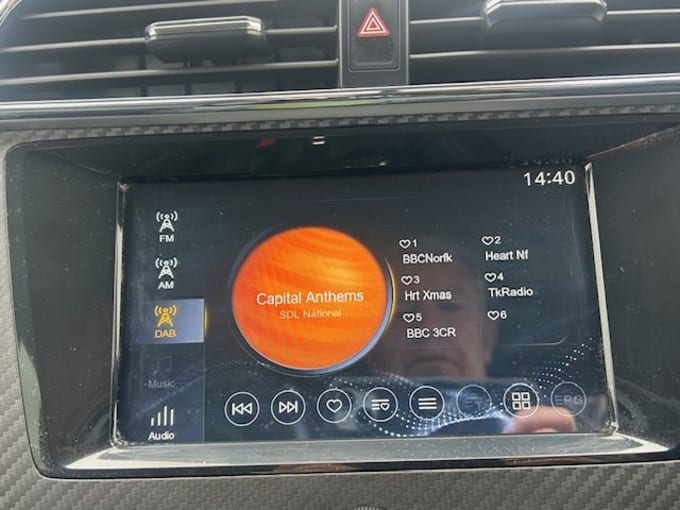 14:40
FM
AM
DAB
Music
Audio
Capital Anthems
SDL National
1
BBCNorfk
2
Heart Nf
3
Hrt Xmas
4
TkRadio
5
BBC 3CR
6
EPG